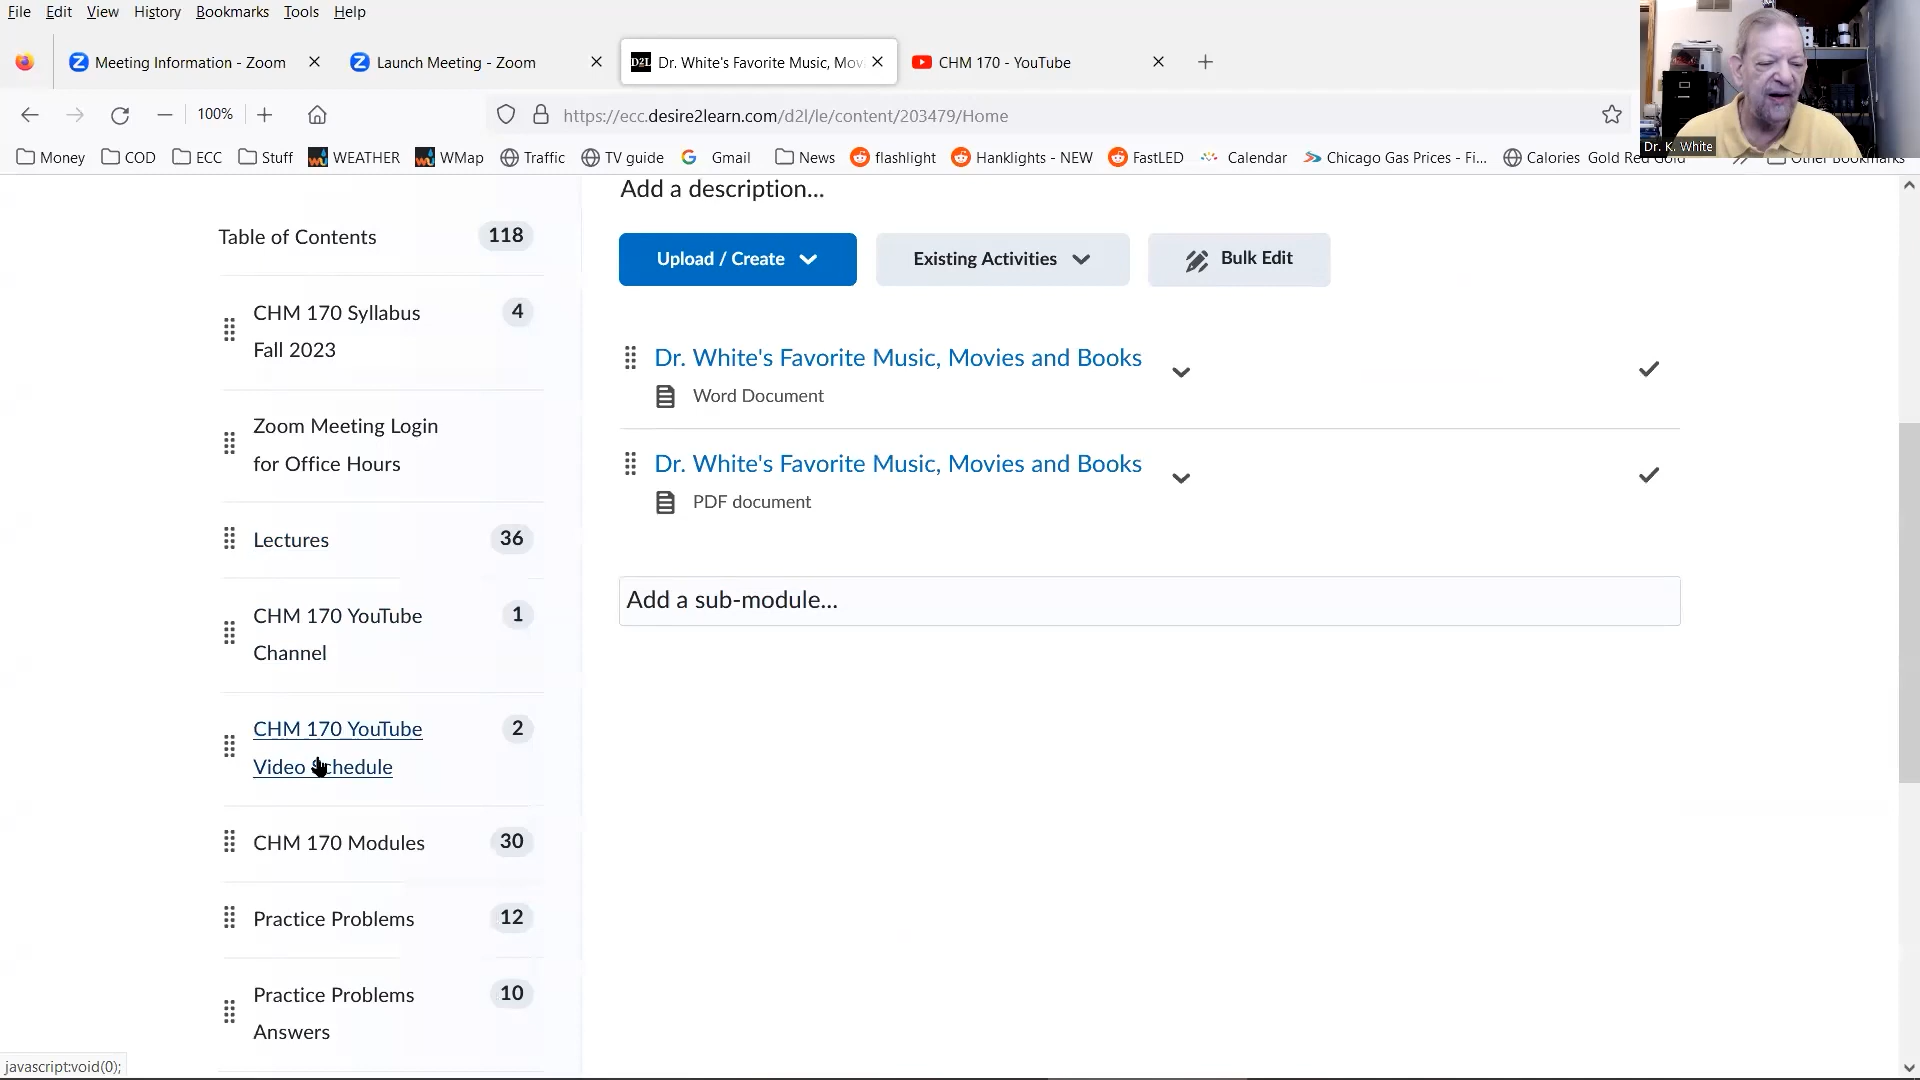 File Edit View History Bookmarks Tools Help
Meeting Information - Zoom
Launch Meeting - Zoom
D2L Dr. White's Favorite Music, Mov
CHM 170 - YouTube
100%
https://ecc.desire2learn.com/d2l/le/content/203479/Home
Dr. K. White
Money COD ECC Stuff WEATHER WMap Traffic TV guide Gmail News flashlight Hanklights - NEW FastLED Calendar Chicago Gas Prices - Fi... Calories Gold Red Gold Other Bookmarks
Add a description...
Table of Contents 118
Upload / Create
Existing Activities
Bulk Edit
CHM 170 Syllabus 4
Fall 2023
Dr. White's Favorite Music, Movies and Books
Word Document
Zoom Meeting Login
for Office Hours
Dr. White's Favorite Music, Movies and Books
PDF document
Lectures 36
Add a sub-module...
CHM 170 YouTube 1
Channel
CHM 170 YouTube 2
Video Schedule
CHM 170 Modules 30
Practice Problems 12
Practice Problems 10
Answers
javascript:void(0);